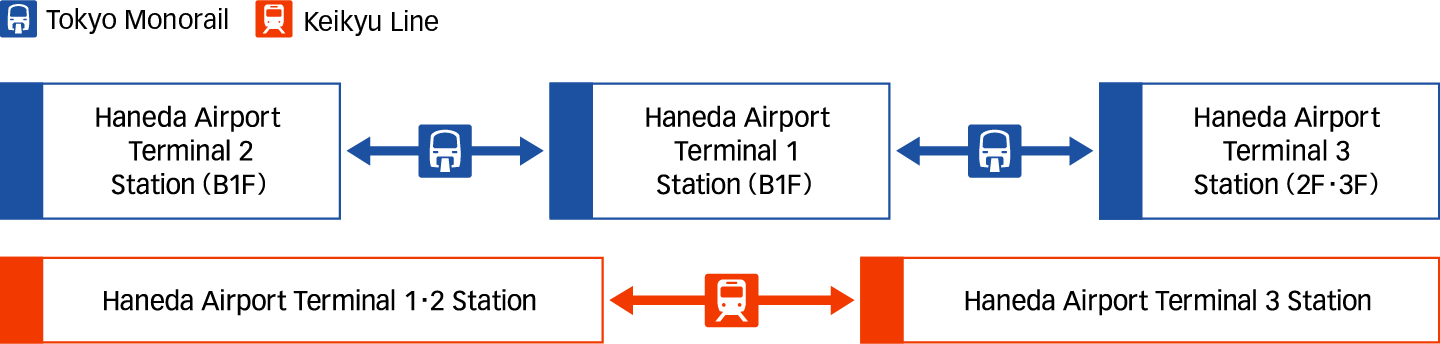 Tokyo Monorail
Keikyu Line
Haneda Airport
Terminal 2
Station (B1F)
Haneda Airport
Terminal 1
Station (B1F)
Haneda Airport
Terminal 3
Station (2F・3F)
Haneda Airport Terminal 1・2 Station
Haneda Airport Terminal 3 Station